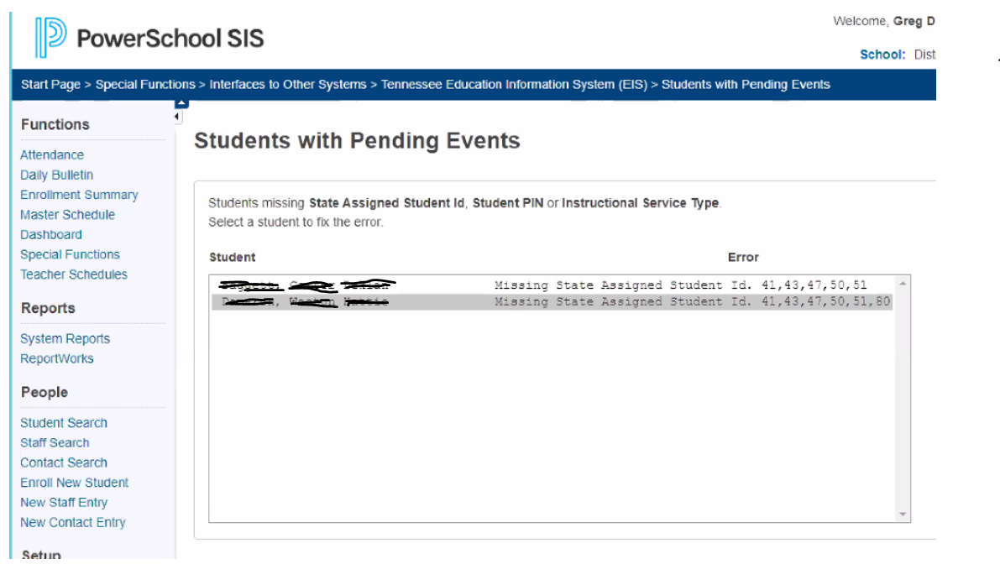 PowerSchool SIS
Welcome, Greg D
School: Dist
Start Page > Special Functions > Interfaces to Other Systems > Tennessee Education Information System (EIS) > Students with Pending Events
Functions
Attendance
Daily Bulletin
Enrollment Summary
Master Schedule
Dashboard
Special Functions
Teacher Schedules
Reports
System Reports
ReportWorks
People
Student Search
Staff Search
Contact Search
Enroll New Student
New Staff Entry
New Contact Entry
Setup
Students with Pending Events
Students missing State Assigned Student Id, Student PIN or Instructional Service Type.
Select a student to fix the error.
Student Error
Missing State Assigned Student Id. 41,43,47,50,51
Missing State Assigned Student Id. 41,43,47,50,51,80